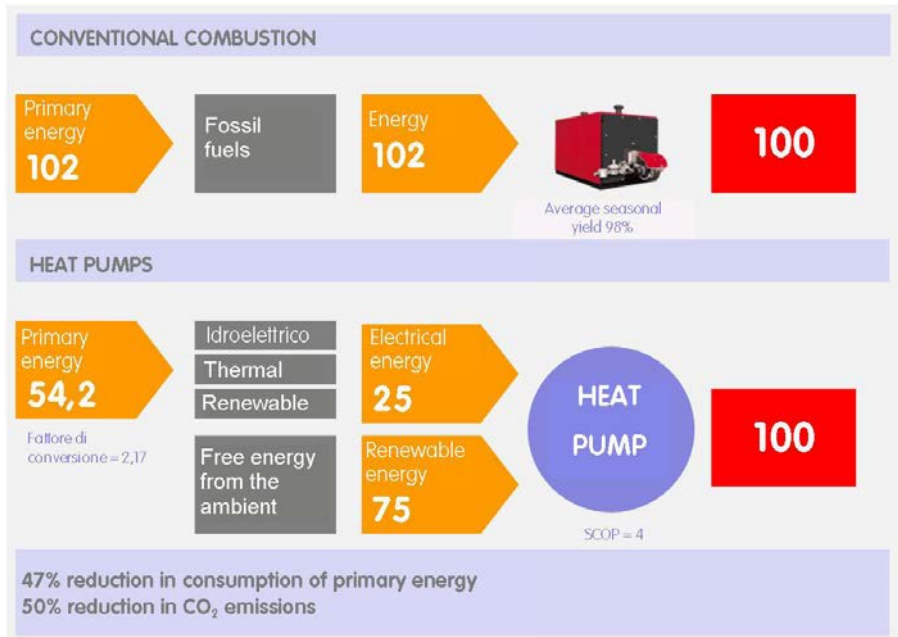 CONVENTIONAL COMBUSTION
Primary
energy
102
Fossil
fuels
Energy
102
100
Average seasonal
yield 98%
HEAT PUMPS
Primary
energy
54,2
Fattore di
conversione = 2,17
Idroelettrico
Thermal
Renewable
Free energy
from the
ambient
Electrical
energy
25
Renewable
energy
75
HEAT
PUMP
SCOP = 4
100
47% reduction in consumption of primary energy
50% reduction in CO₂ emissions